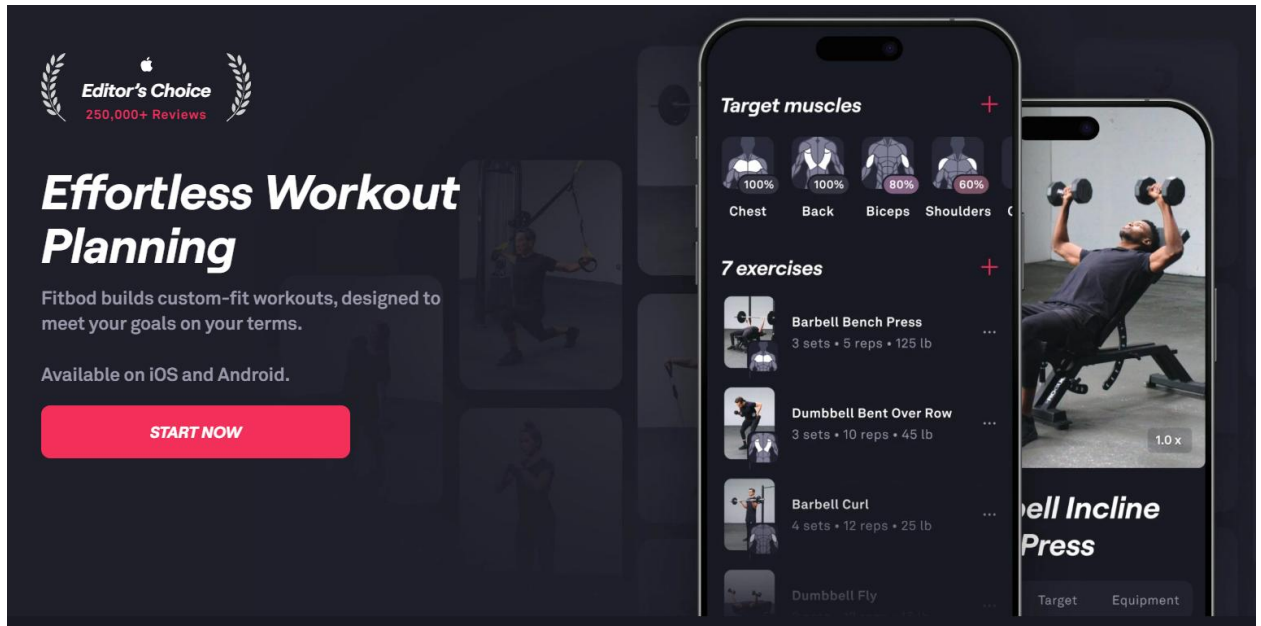 Editor's Choice
250,000+ Reviews
Effortless Workout
Planning
Fitbod builds custom-fit workouts, designed to
meet your goals on your terms.
Available on iOS and Android.
START NOW
Target muscles
100%
100%
80%
60%
Chest
Back
Biceps
Shoulders
7 exercises
Barbell Bench Press
3 sets • 5 reps • 125 lb
Dumbbell Bent Over Row
3 sets • 10 reps • 45 lb
Barbell Curl
4 sets • 12 reps • 25 lb
Dumbbell Fly
1.0 x
ell Incline
Press
Target
Equipment